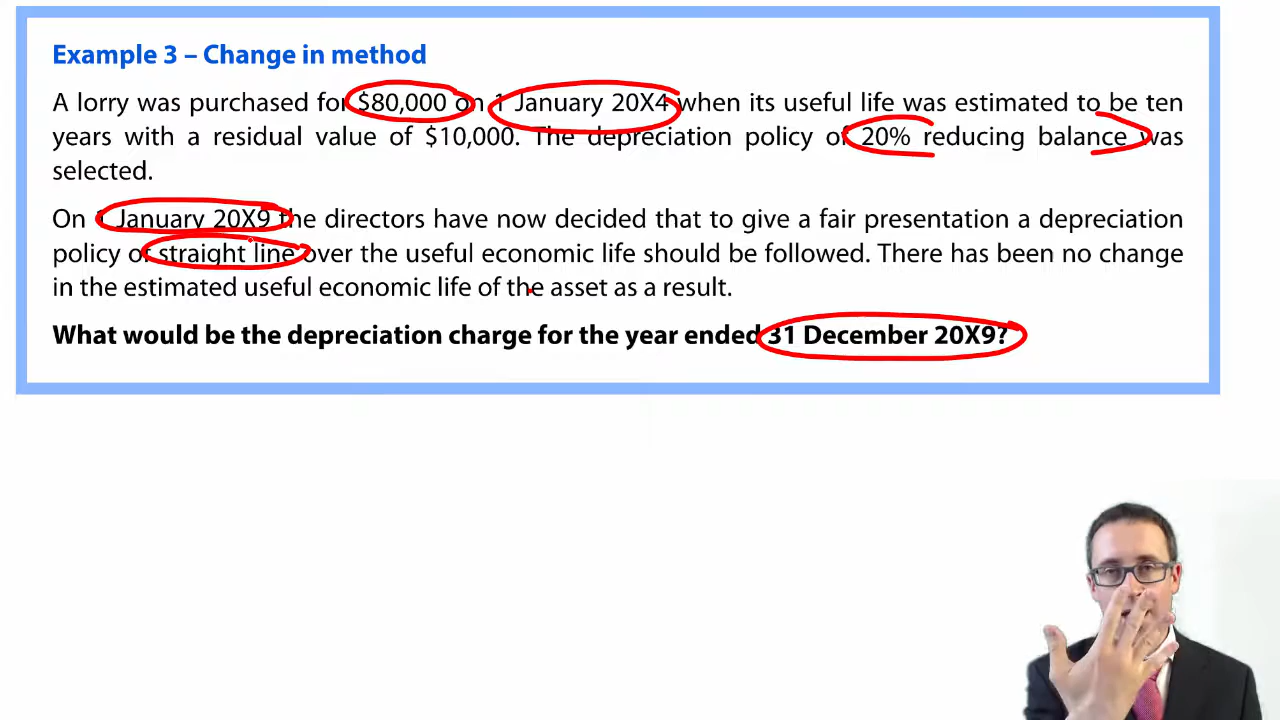 Example 3 – Change in method
A lorry was purchased for $80,000 on 1 January 20X4 when its useful life was estimated to be ten
years with a residual value of $10,000. The depreciation policy of 20% reducing balance was
selected.
On 1 January 20X9 the directors have now decided that to give a fair presentation a depreciation
policy of straight line over the useful economic life should be followed. There has been no change
in the estimated useful economic life of the asset as a result.
What would be the depreciation charge for the year ended 31 December 20X9?